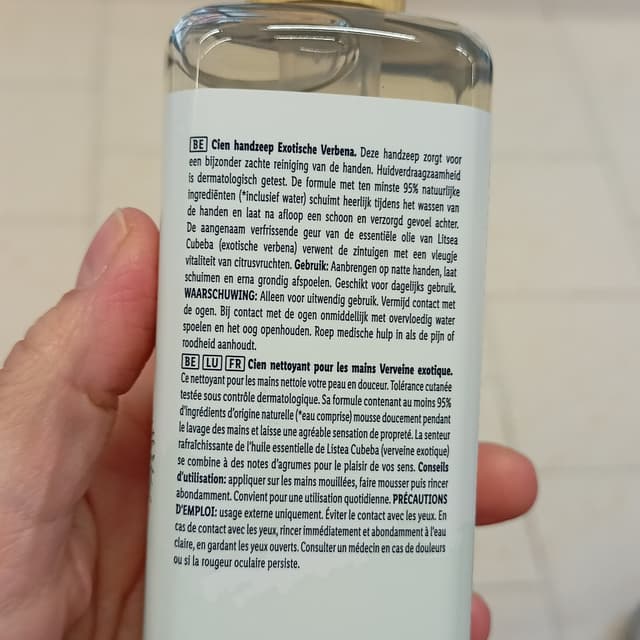 BE Cien handzeep Exotische Verbena. Deze handzeep zorgt voor
een bijzonder zachte reiniging van de handen. Huidverdraagzaamheid
is dermatologisch getest. De formule met ten minste 95% natuurlijke
ingrediënten (*inclusief water) schuimt heerlijk tijdens het wassen van
de handen en laat na afloop een schoon en verzorgd gevoel achter.
De aangenaam verfrissende geur van de essentiële olie van Litsea
Cubeba (exotische verbena) verwent de zintuigen met een vleugje
vitaliteit van citrusvruchten. Gebruik: Aanbrengen op natte handen, laat
schuimen en erna grondig afspoelen. Geschikt voor dagelijks gebruik.
WAARSCHUWING: Alleen voor uitwendig gebruik. Vermijd contact met
de ogen. Bij contact met de ogen onmiddellijk met overvloedig water
spoelen en het oog openhouden. Roep medische hulp in als de pijn of
roodheid aanhoudt.
BE LU FR Cien nettoyant pour les mains Verveine exotique.
Ce nettoyant pour les mains nettoie votre peau en douceur. Tolérance cutanée
testée sous contrôle dermatologique. Sa formule contenant au moins 95%
d'ingrédients d'origine naturelle (*eau comprise) mousse doucement pendant
le lavage des mains et laisse une agréable sensation de propreté. La senteur
rafraîchissante de l'huile essentielle de Listea Cubeba (verveine exotique)
se combine à des notes d'agrumes pour le plaisir de vos sens. Conseils
d'utilisation: appliquer sur les mains mouillées, faire mousser puis rincer
abondamment. Convient pour une utilisation quotidienne. PRÉCAUTIONS
D'EMPLOI: usage externe uniquement. Éviter le contact avec les yeux. En
cas de contact avec les yeux, rincer immédiatement et abondamment à l'eau
claire, en gardant les yeux ouverts. Consulter un médecin en cas de douleurs
ou si la rougeur oculaire persiste.